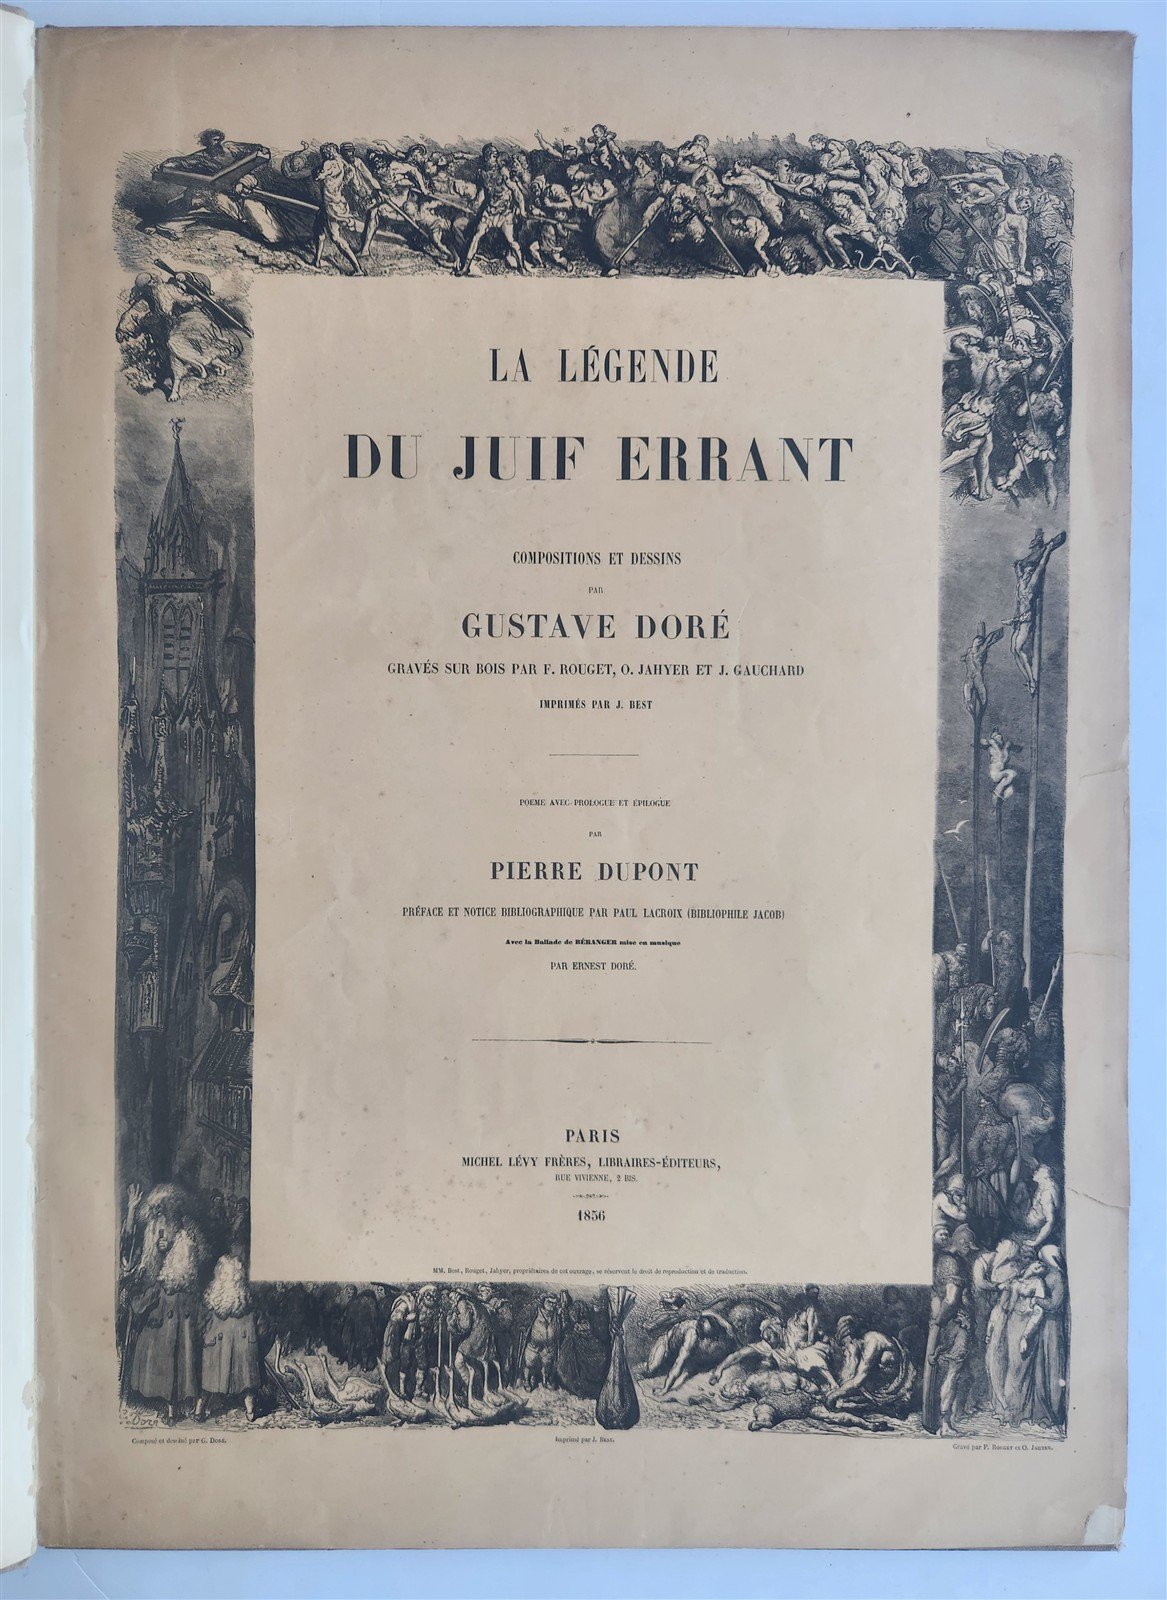 LA LÉGENDE
DU JUIF ERRANT
COMPOSITIONS ET DESSINS
PAR
GUSTAVE DORÉ
GRAVÉS SUR BOIS PAR F. ROUGET, O. JAHYER ET J. GAUCHARD
IMPRIMÉS PAR J. BEST
POEME AVEC PROLOGUE ET ÉPILOGUE
PAR
PIERRE DUPONT
PRÉFACE ET NOTICE BIBLIOGRAPHIQUE PAR PAUL LACROIX (BIBLIOPHILE JACOB)
Avec la Ballade de BÉRANGER mise en musique
PAR ERNEST DORÉ.
PARIS
MICHEL LÉVY FRÈRES, LIBRAIRES-ÉDITEURS,
RUE VIVIENNE, 2 BIS.
1856
MM. Best, Rouget, Jahyer, propriétaires de cet ouvrage, se réservent le droit de reproduction et de traduction.
G Doré
Composé et dessiné par G. DORÉ.
Imprimé par J. BEST.
Gravé par F. ROUGET et O. JAHYER.